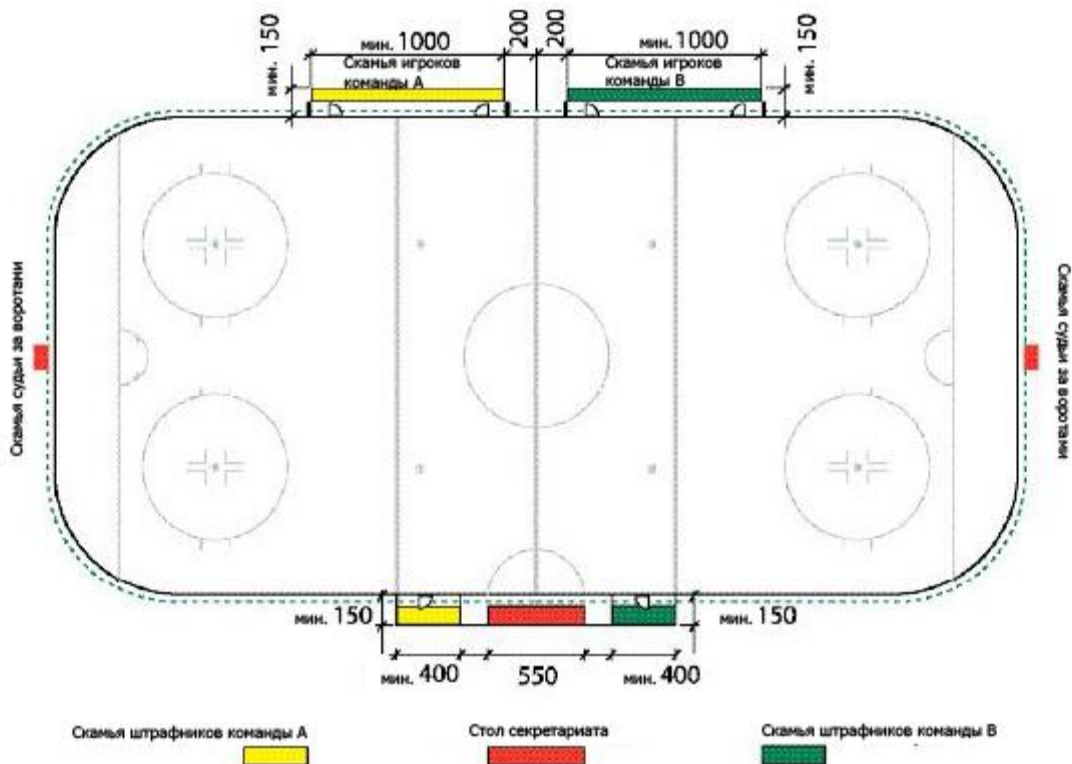 мин. 150
мин. 1000
200
200
мин. 1000
мин. 150
Скамья игроков
команды А
Скамья игроков
команды В
Скамья судьи за воротами
Скамья судьи за воротами
мин. 150
мин. 150
мин. 400
550
мин. 400
Скамья штрафников команды А
Стол секретариата
Скамья штрафников команды В